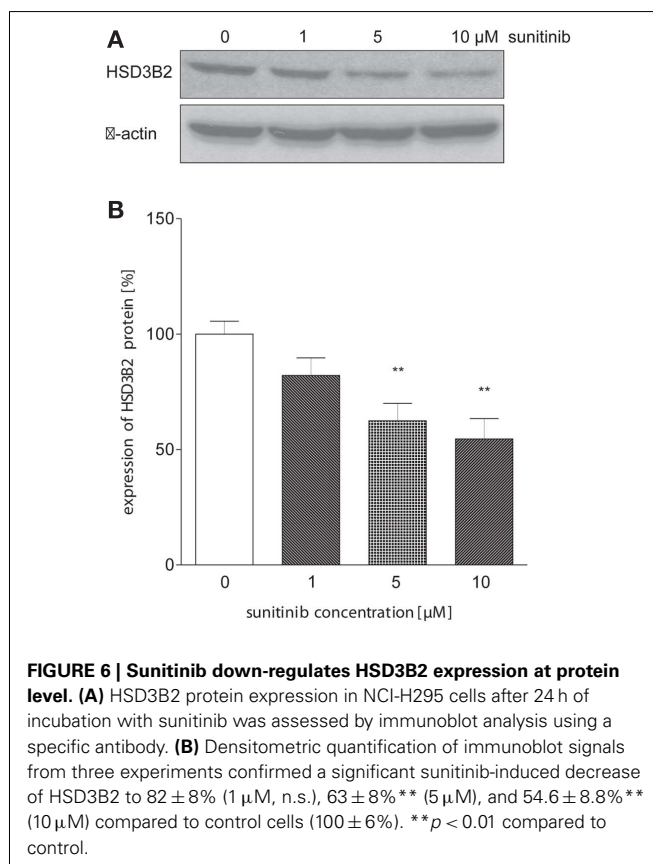 A 0 1 5 10 µM sunitinib
HSD3B2
☒-actin
B
150
100
50
0
expression of HSD3B2 protein [%]
** **
0 1 5 10
sunitinib concentration [µM]
FIGURE 6 | Sunitinib down-regulates HSD3B2 expression at protein
level. (A) HSD3B2 protein expression in NCI-H295 cells after 24 h of
incubation with sunitinib was assessed by immunoblot analysis using a
specific antibody. (B) Densitometric quantification of immunoblot signals
from three experiments confirmed a significant sunitinib-induced decrease
of HSD3B2 to 82 ± 8% (1 µM, n.s.), 63 ± 8%** (5 µM), and 54.6 ± 8.8%**
(10 µM) compared to control cells (100 ± 6%). **p < 0.01 compared to
control.